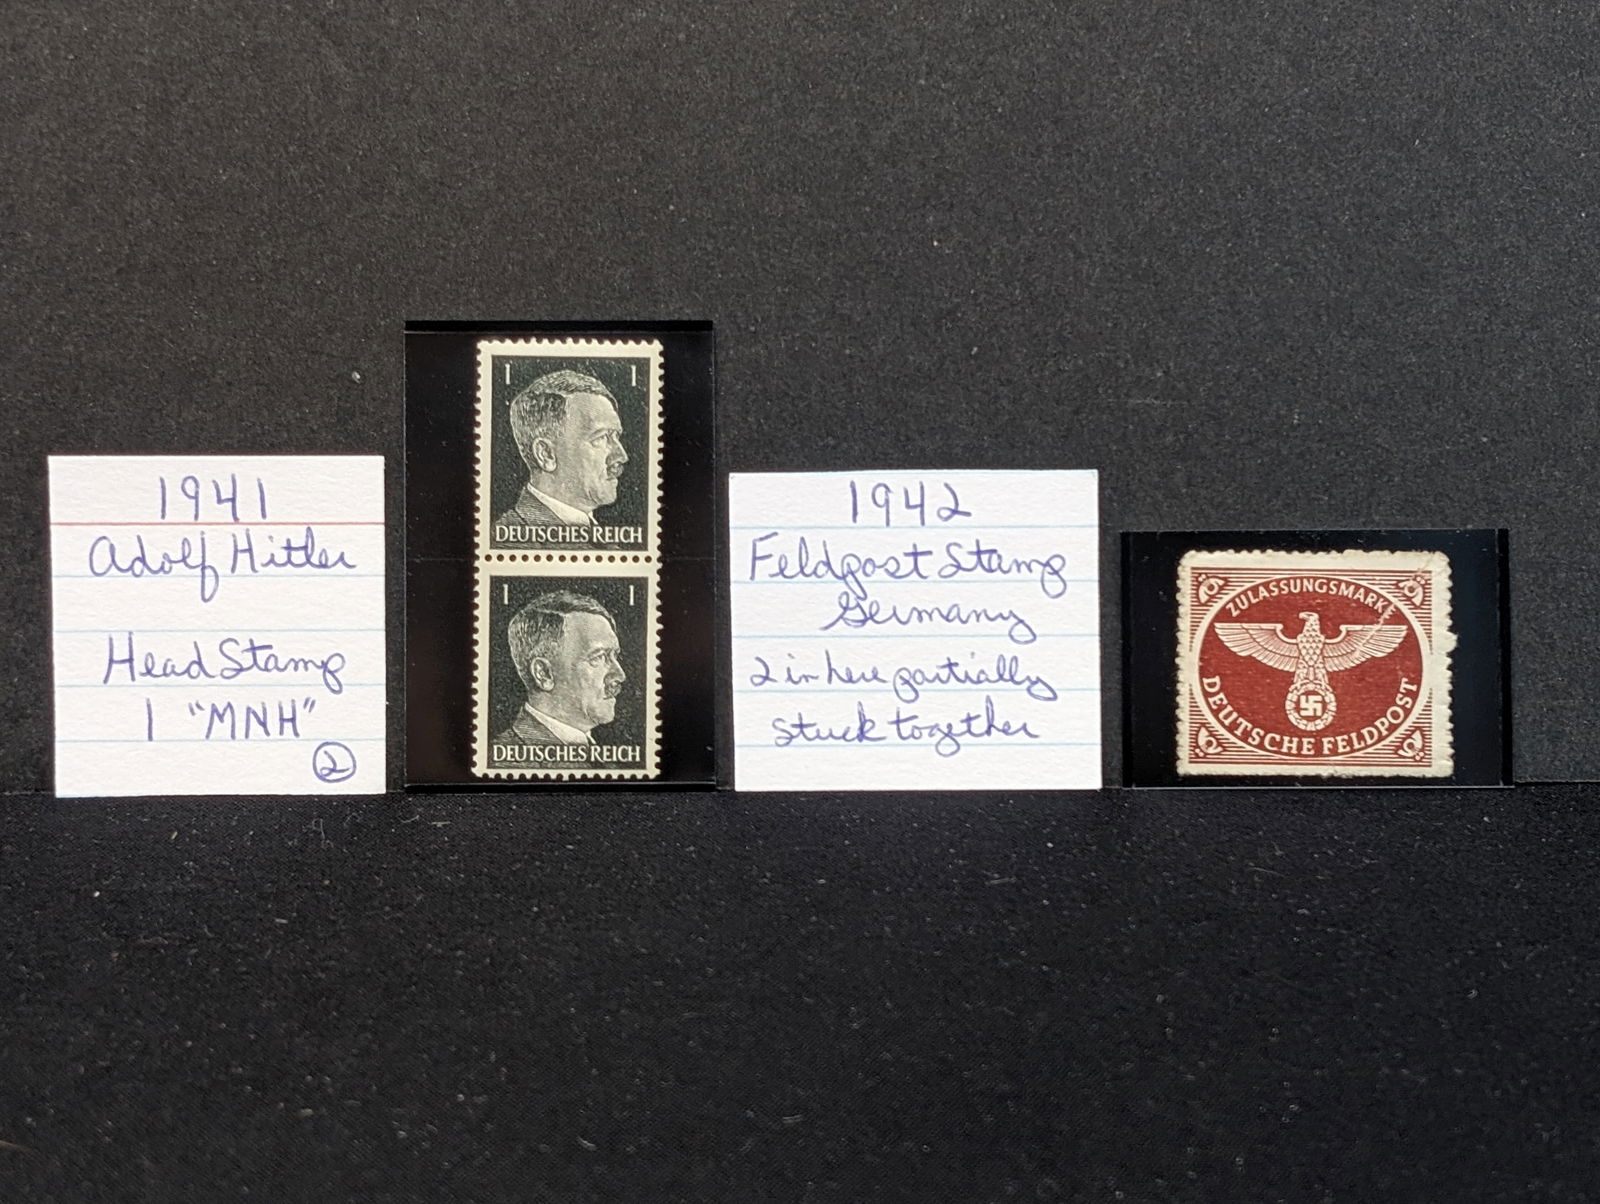 1941
Adolf Hitler
Head Stamp
1 "MNH"
2
1 1
DEUTSCHES REICH
1 1
DEUTSCHES REICH
1942
Feldpost Stamp
Germany
2 in here partially
stuck together
ZULASSUNGSMARKE
DEUTSCHE FELDPOST